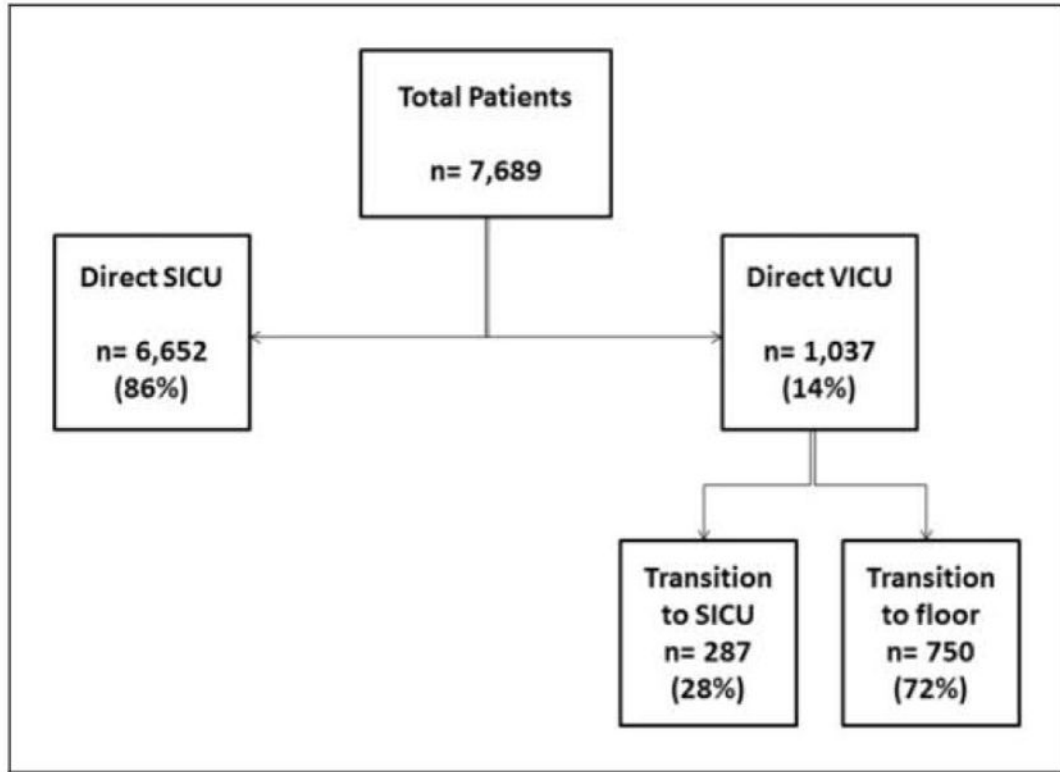 Total Patients
n= 7,689
Direct SICU
n= 6,652
(86%)
Direct VICU
n= 1,037
(14%)
Transition
to SICU
n= 287
(28%)
Transition
to floor
n= 750
(72%)